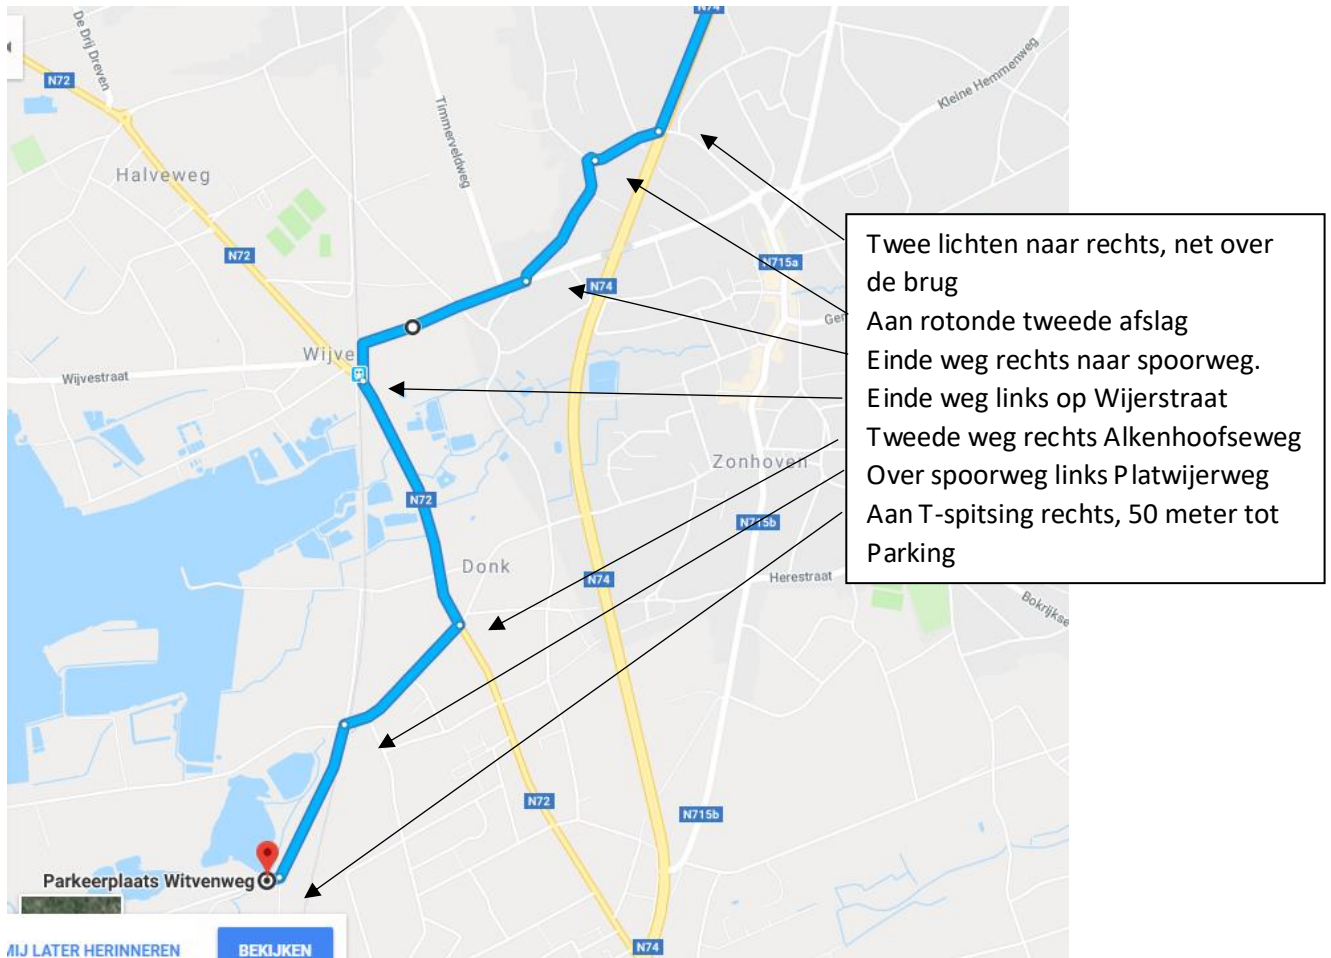 N74
De Drij Dreven
N72
Kleine Hemmenweg
Timmerveldweg
Halveweg
N72
N715a
N74
Wijve
Wijvestraat
Zonhoven
N72
N715b
Donk
N74
Herestraat
Bokrijkse
N72
N715b
Parkeerplaats Witvenweg
MIJ LATER HERINNEREN
BEKIJKEN
N74
Twee lichten naar rechts, net over
de brug
Aan rotonde tweede afslag
Einde weg rechts naar spoorweg.
Einde weg links op Wijerstraat
Tweede weg rechts Alkenhoofseweg
Over spoorweg links Platwijerweg
Aan T-spitsing rechts, 50 meter tot
Parking